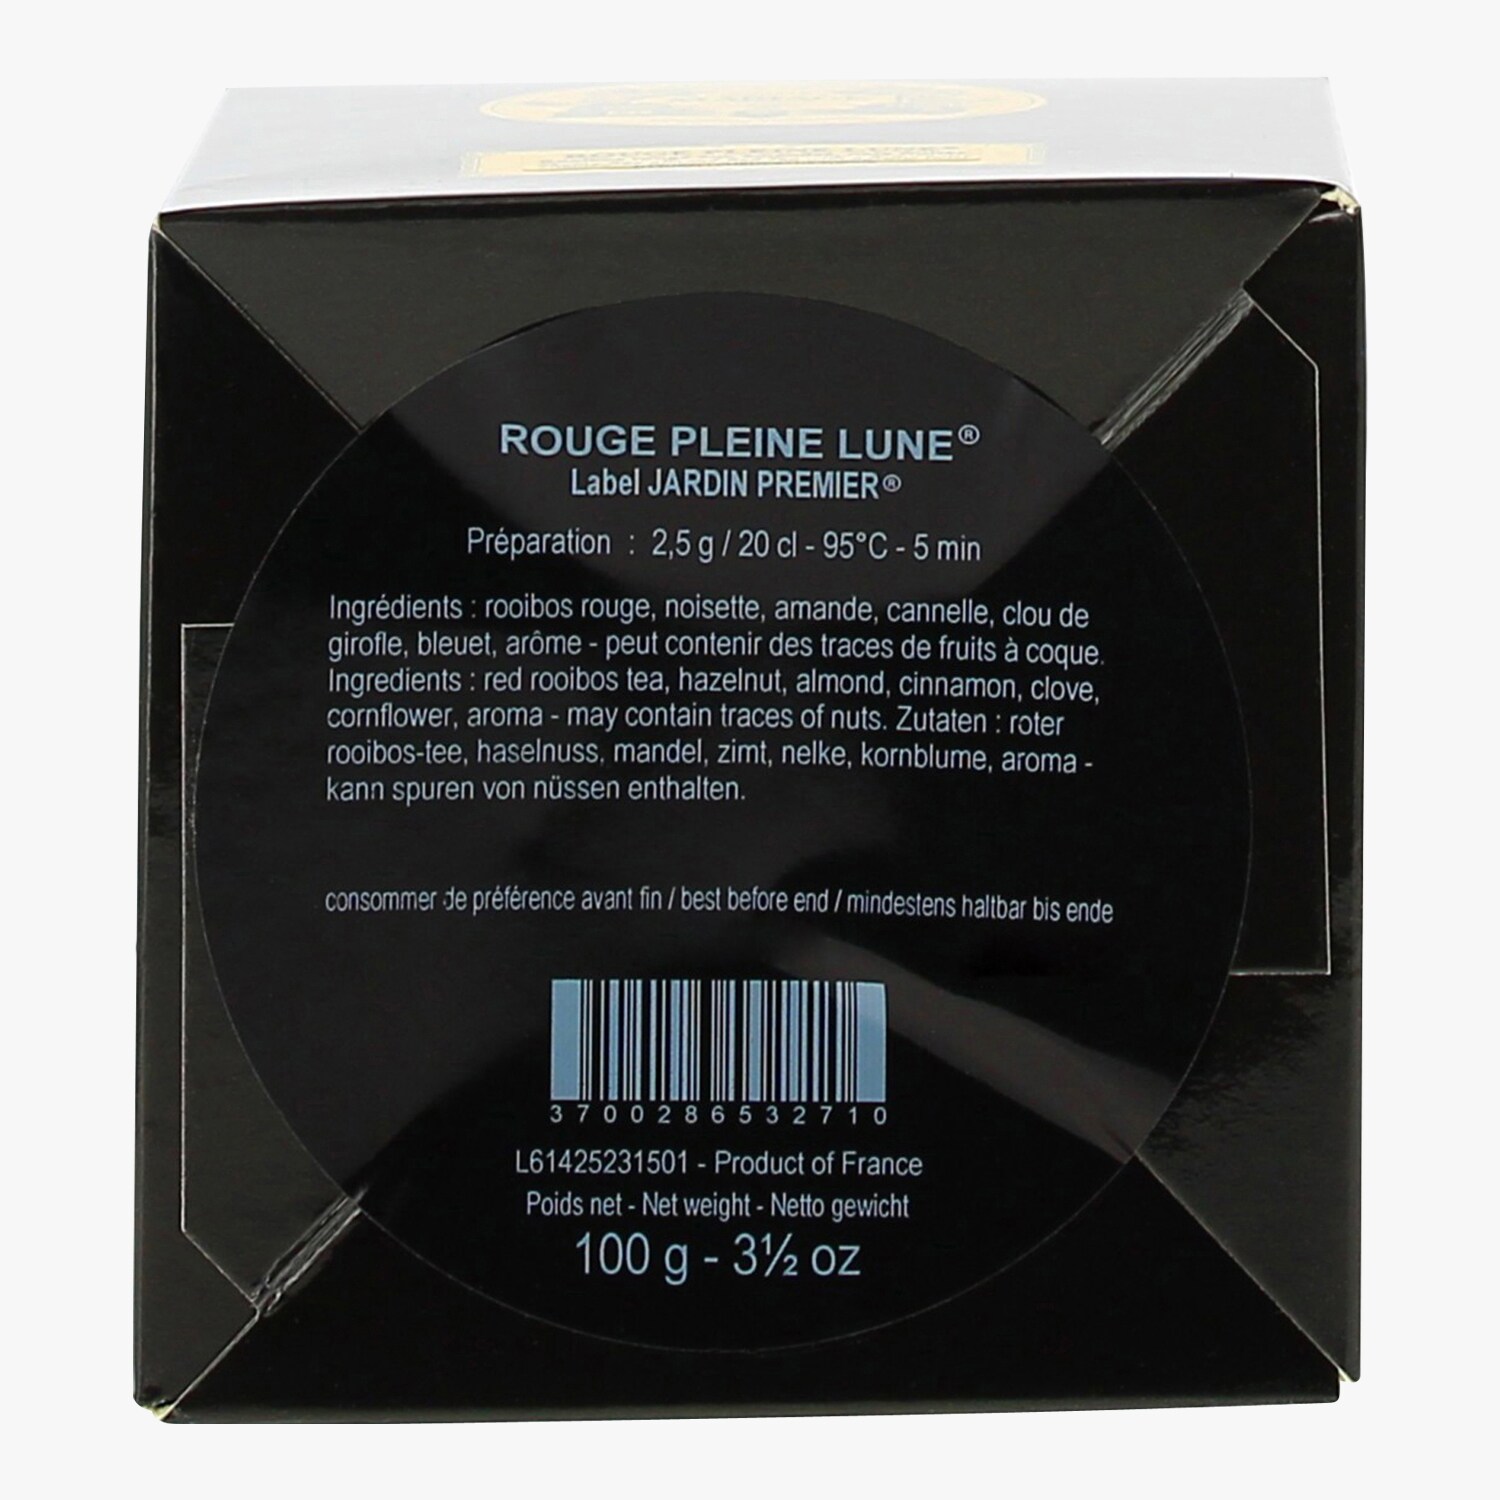 ROUGE PLEINE LUNE®
Label JARDIN PREMIER®
Préparation : 2,5 g / 20 cl - 95°C - 5 min
Ingrédients : rooibos rouge, noisette, amande, cannelle, clou de
girofle, bleuet, arôme - peut contenir des traces de fruits à coque.
Ingredients : red rooibos tea, hazelnut, almond, cinnamon, clove,
cornflower, aroma - may contain traces of nuts. Zutaten : roter
rooibos-tee, haselnuss, mandel, zimt, nelke, kornblume, aroma -
kann spuren von nüssen enthalten.
consommer de préférence avant fin / best before end / mindestens haltbar bis ende
3700286532710
L61425231501 - Product of France
Poids net - Net weight - Netto gewicht
100 g - 3½ oz